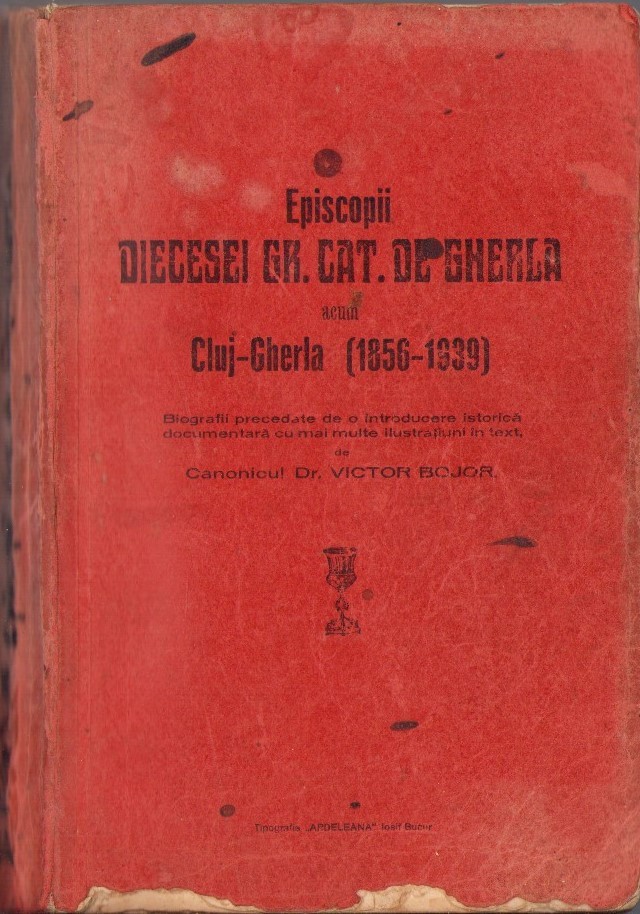 Episcopii
DIECESEI GR. CAT. DE GHERLA
acum
Cluj-Gherla (1856-1939)
Biografii precedate de o introducere istorică
documentară cu mai multe ilustrațiuni în text,
de
Canonicul Dr. VICTOR BOJOR.
Tipografia „ARDELEANA" Iosif Bucur